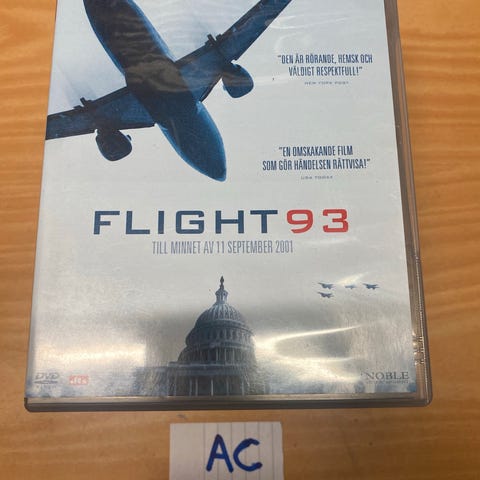 "DEN ÄR RÖRANDE, HEMSK OCH
VÄLDIGT RESPEKTFULL!"
NEW YORK POST
"EN OMSKAKANDE FILM
SOM GÖR HÄNDELSEN RÄTTVISA!"
USA TODAY
FLIGHT 93
TILL MINNET AV 11 SEPTEMBER 2001
DVD
dts
NOBLE
AC